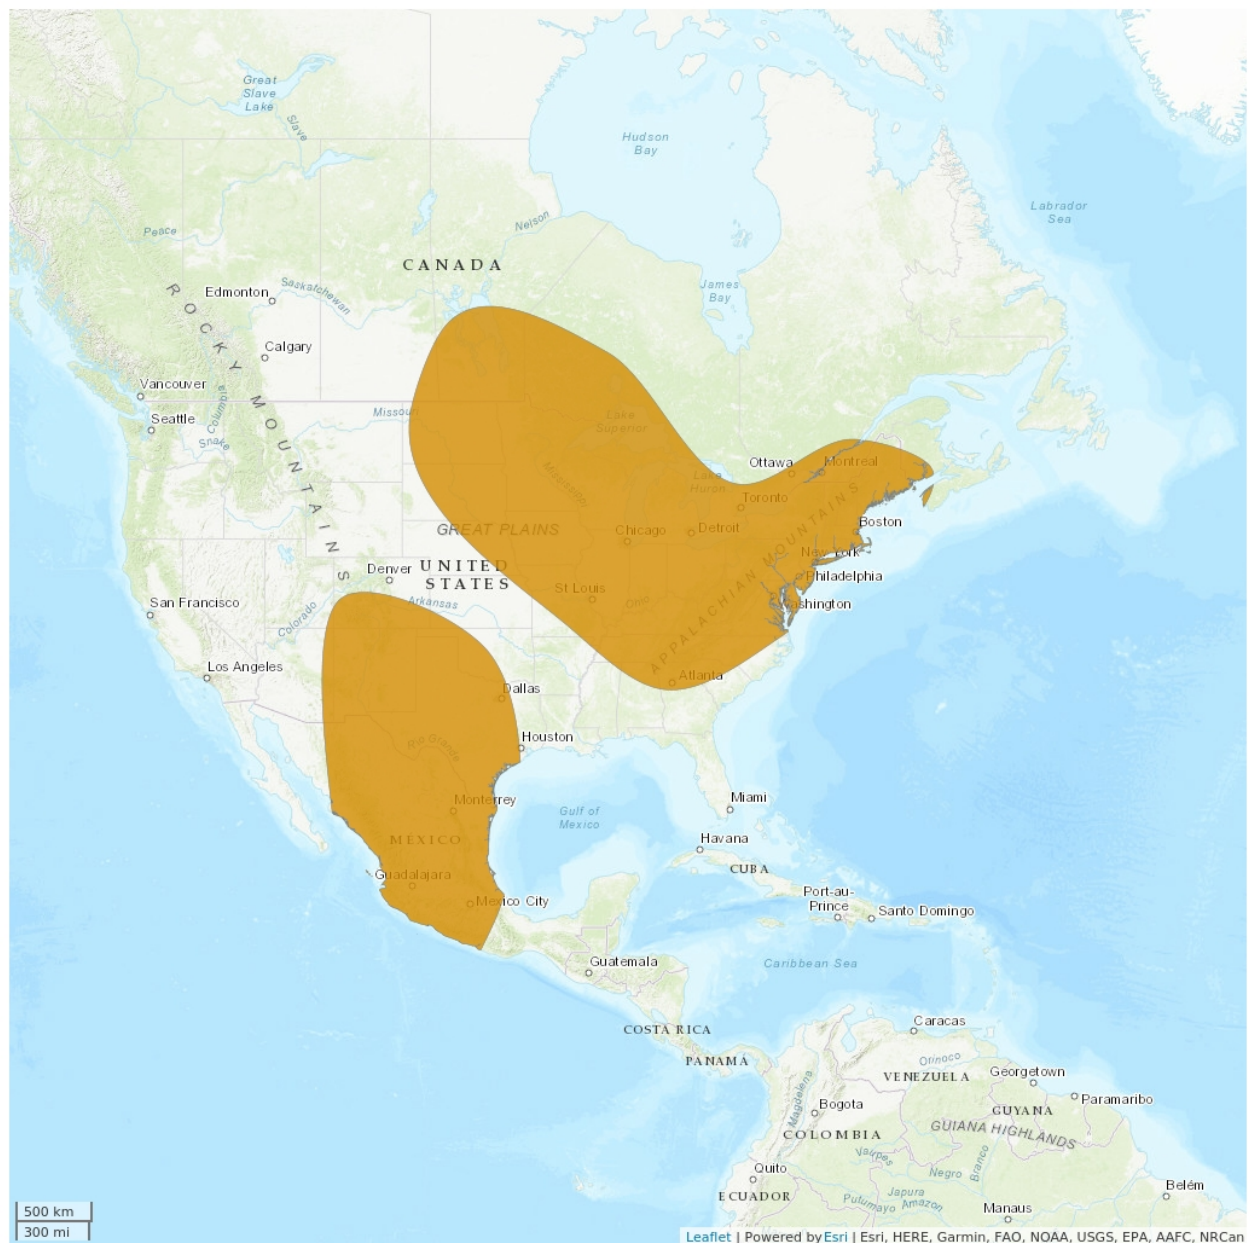 Great
Slave
Lake
Slave
Hudson
Bay
Labrador
Sea
Peace
Nelson
CANADA
James
Bay
Edmonton
Saskatchewan
ROCKY MOUNTAINS
Calgary
Vancouver
Columbia
Seattle
Missouri
Snake
Lake
Superior
Ottawa
Montreal
Mississippi
Lake
Huron
Toronto
Boston
GREAT PLAINS
Chicago
Detroit
APPALACHIAN MOUNTAINS
New York
Denver
UNITED
STATES
Philadelphia
St Louis
San Francisco
Arkansas
Ohio
Washington
Colorado
Los Angeles
Atlanta
Dallas
Houston
Rio Grande
Monterrey
Miami
Gulf of
Mexico
MÉXICO
Havana
CUBA
Guadalajara
Mexico City
Port-au-
Prince
Santo Domingo
Guatemala
Caribbean Sea
COSTA RICA
Caracas
PANAMÁ
Orinoco
VENEZUELA
Georgetown
Magdelena
Bogota
Paramaribo
GUYANA
COLOMBIA
GUIANA HIGHLANDS
Vaupes
Branco
Quito
Negro
Belém
ECUADOR
Japura
Putumayo
Amazon
Manaus
500 km
300 mi
Leaflet | Powered by Esri | Esri, HERE, Garmin, FAO, NOAA, USGS, EPA, AAFC, NRCan